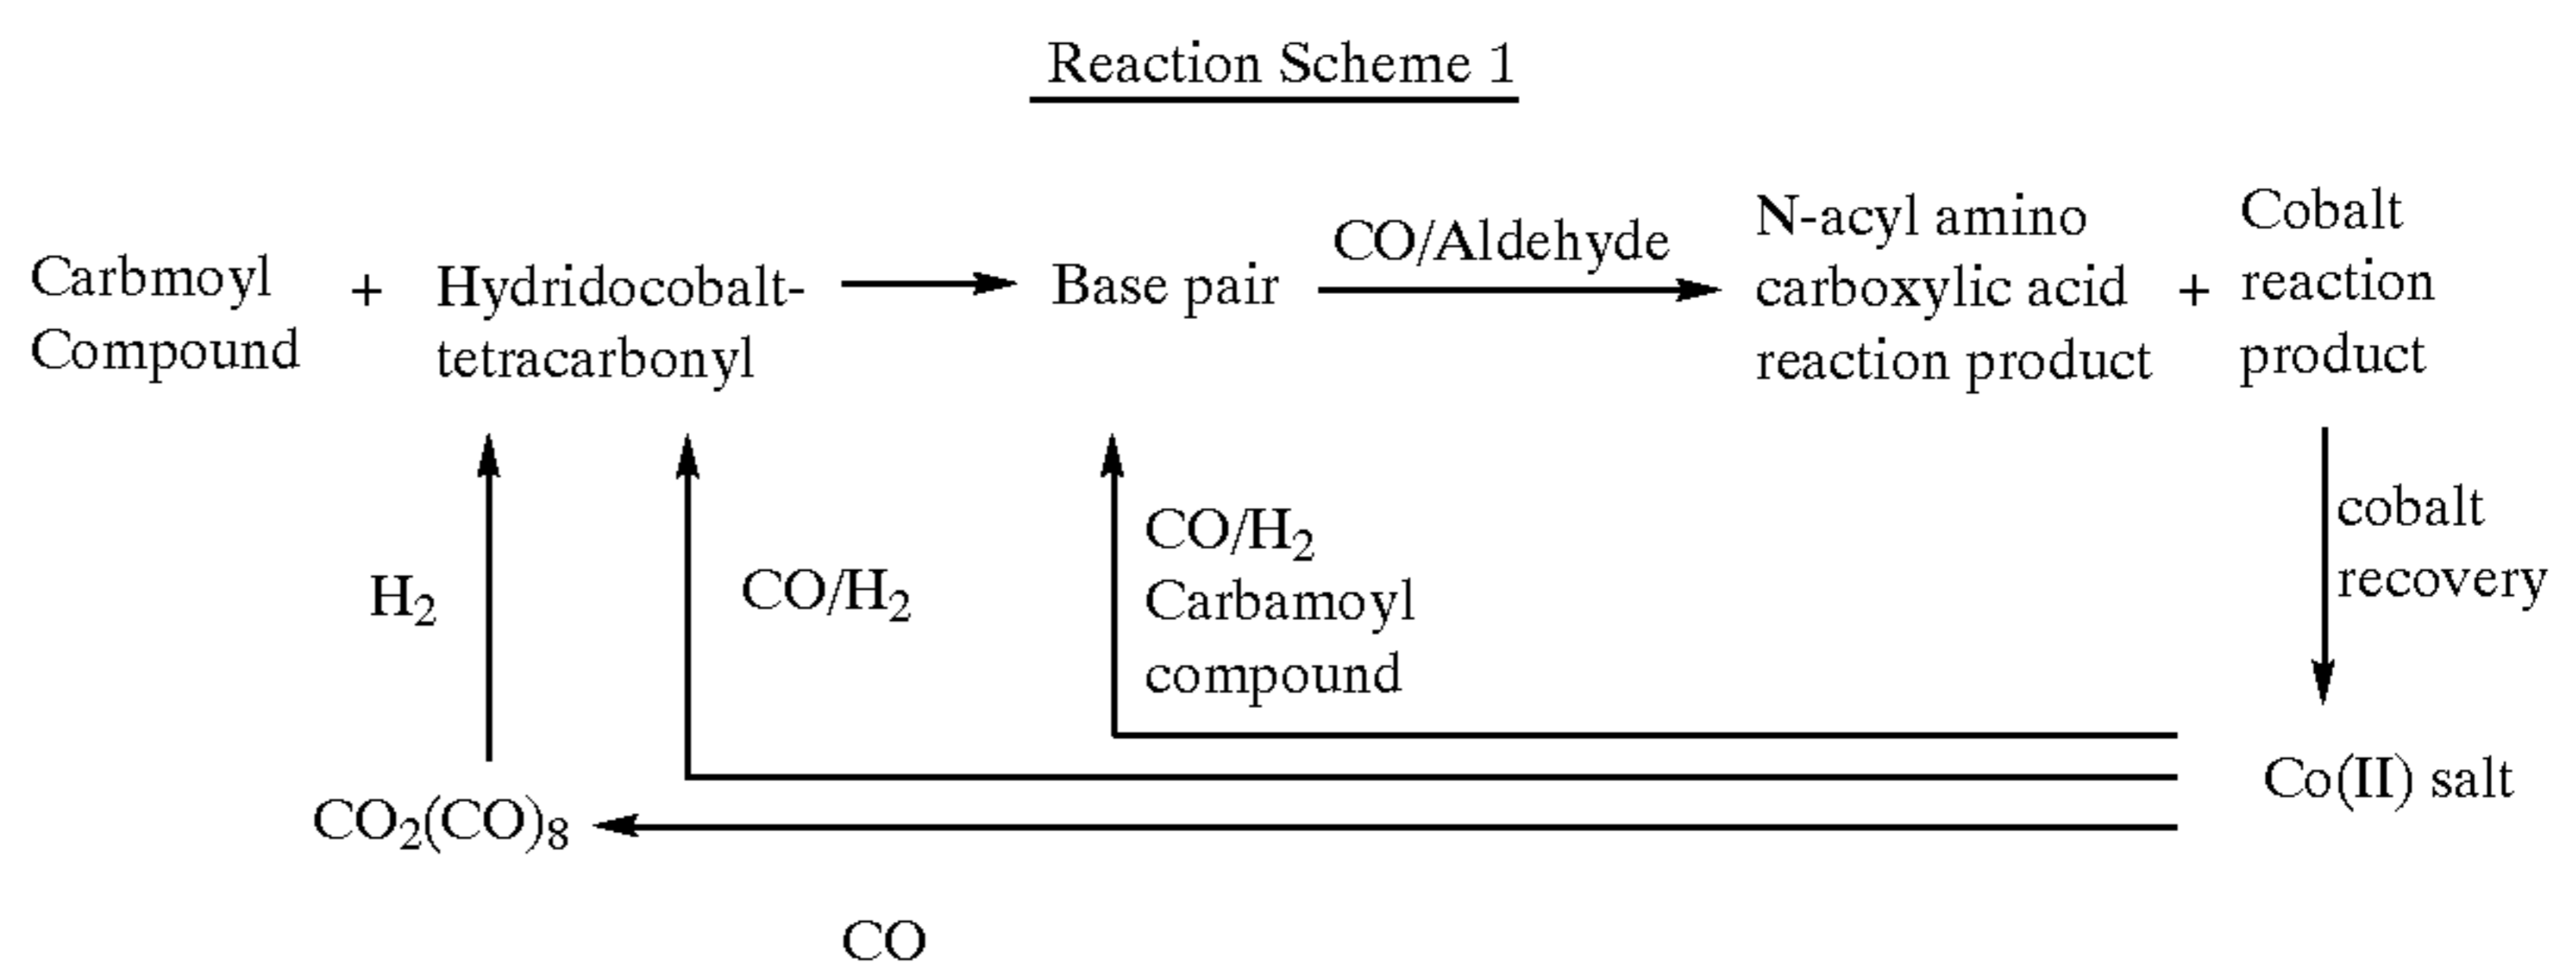 Reaction Scheme 1
Carbmoyl
Compound
+
Hydridocobalt-
tetracarbonyl
Base pair
CO/Aldehyde
N-acyl amino
carboxylic acid
reaction product
+
Cobalt
reaction
product
H₂
CO/H₂
CO/H₂
Carbamoyl
compound
cobalt
recovery
CO₂(CO)₈
Co(II) salt
CO